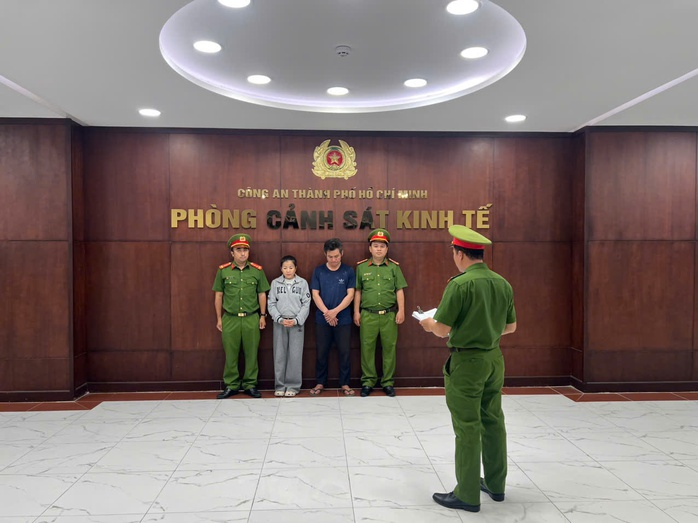 CÔNG AN THÀNH PHỐ HỒ CHÍ MINH
PHÒNG CẢNH SÁT KINH TẾ